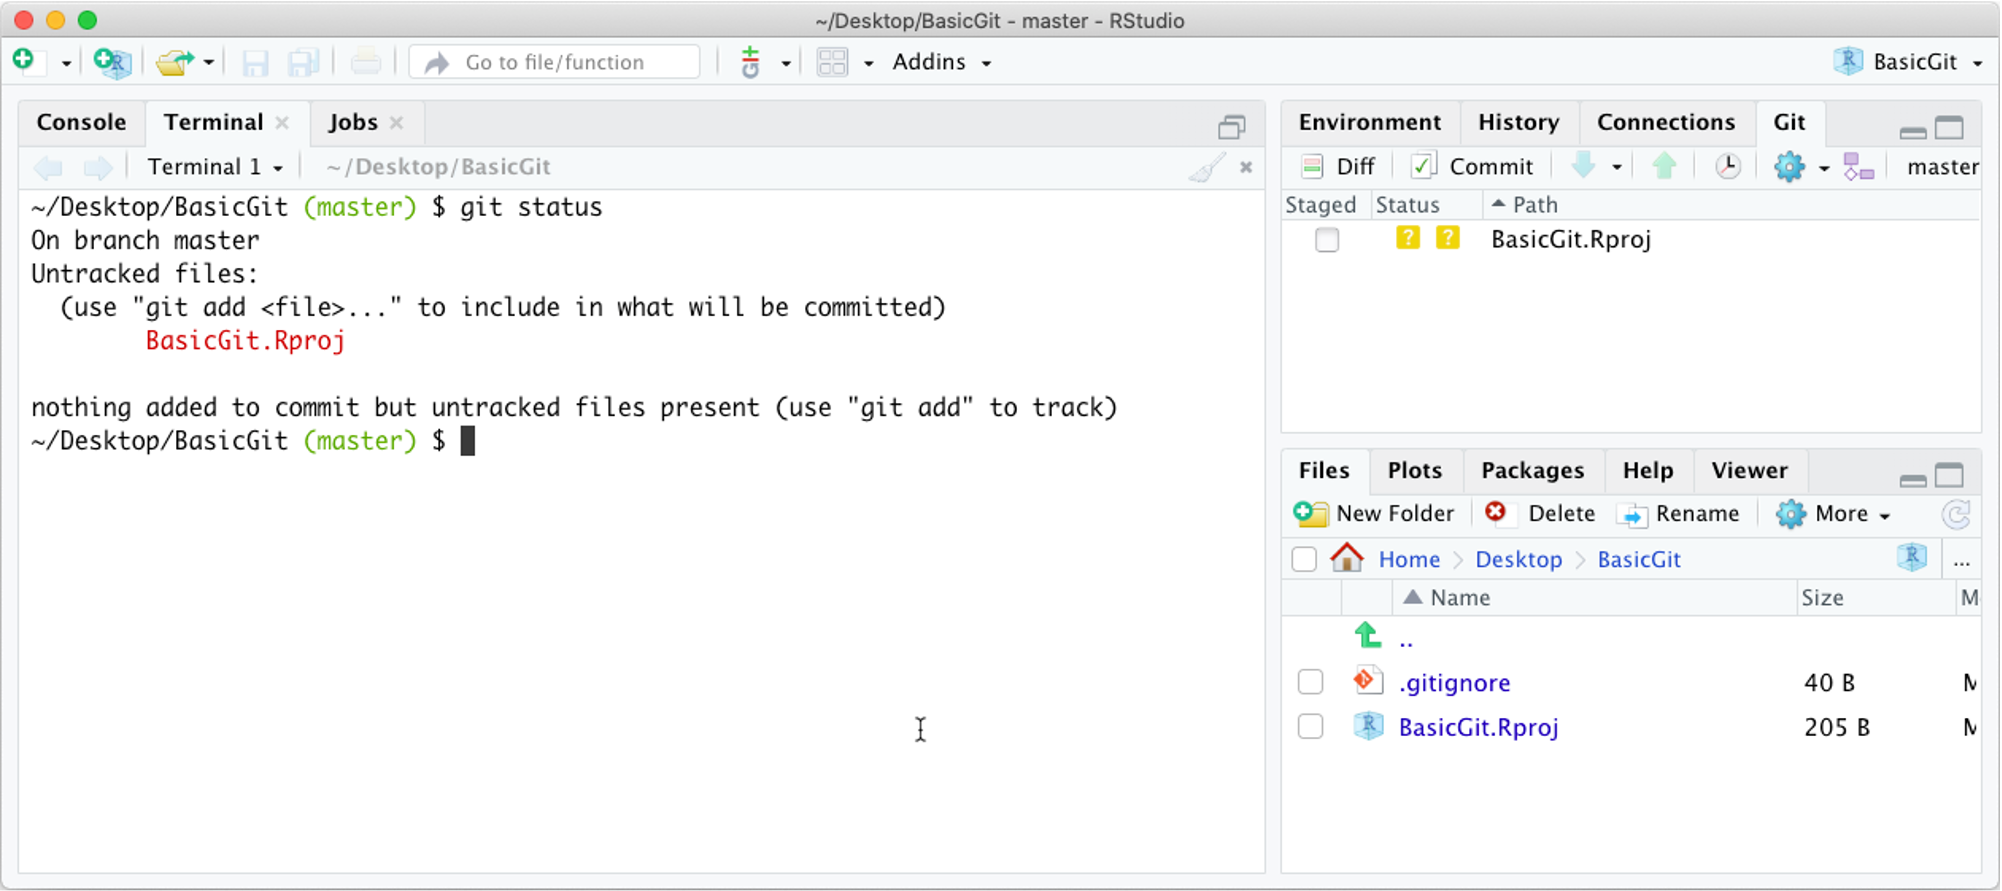 ~/Desktop/BasicGit - master - RStudio
Go to file/function
Addins
BasicGit
Console Terminal Jobs
Terminal 1 ~/Desktop/BasicGit
~/Desktop/BasicGit (master) $ git status
On branch master
Untracked files:
(use "git add <file>..." to include in what will be committed)
BasicGit.Rproj
nothing added to commit but untracked files present (use "git add" to track)
~/Desktop/BasicGit (master) $
Environment History Connections Git
Diff Commit master
Staged Status Path
? ? BasicGit.Rproj
Files Plots Packages Help Viewer
New Folder Delete Rename More
Home > Desktop > BasicGit ...
Name Size
..
.gitignore 40 B
BasicGit.Rproj 205 B